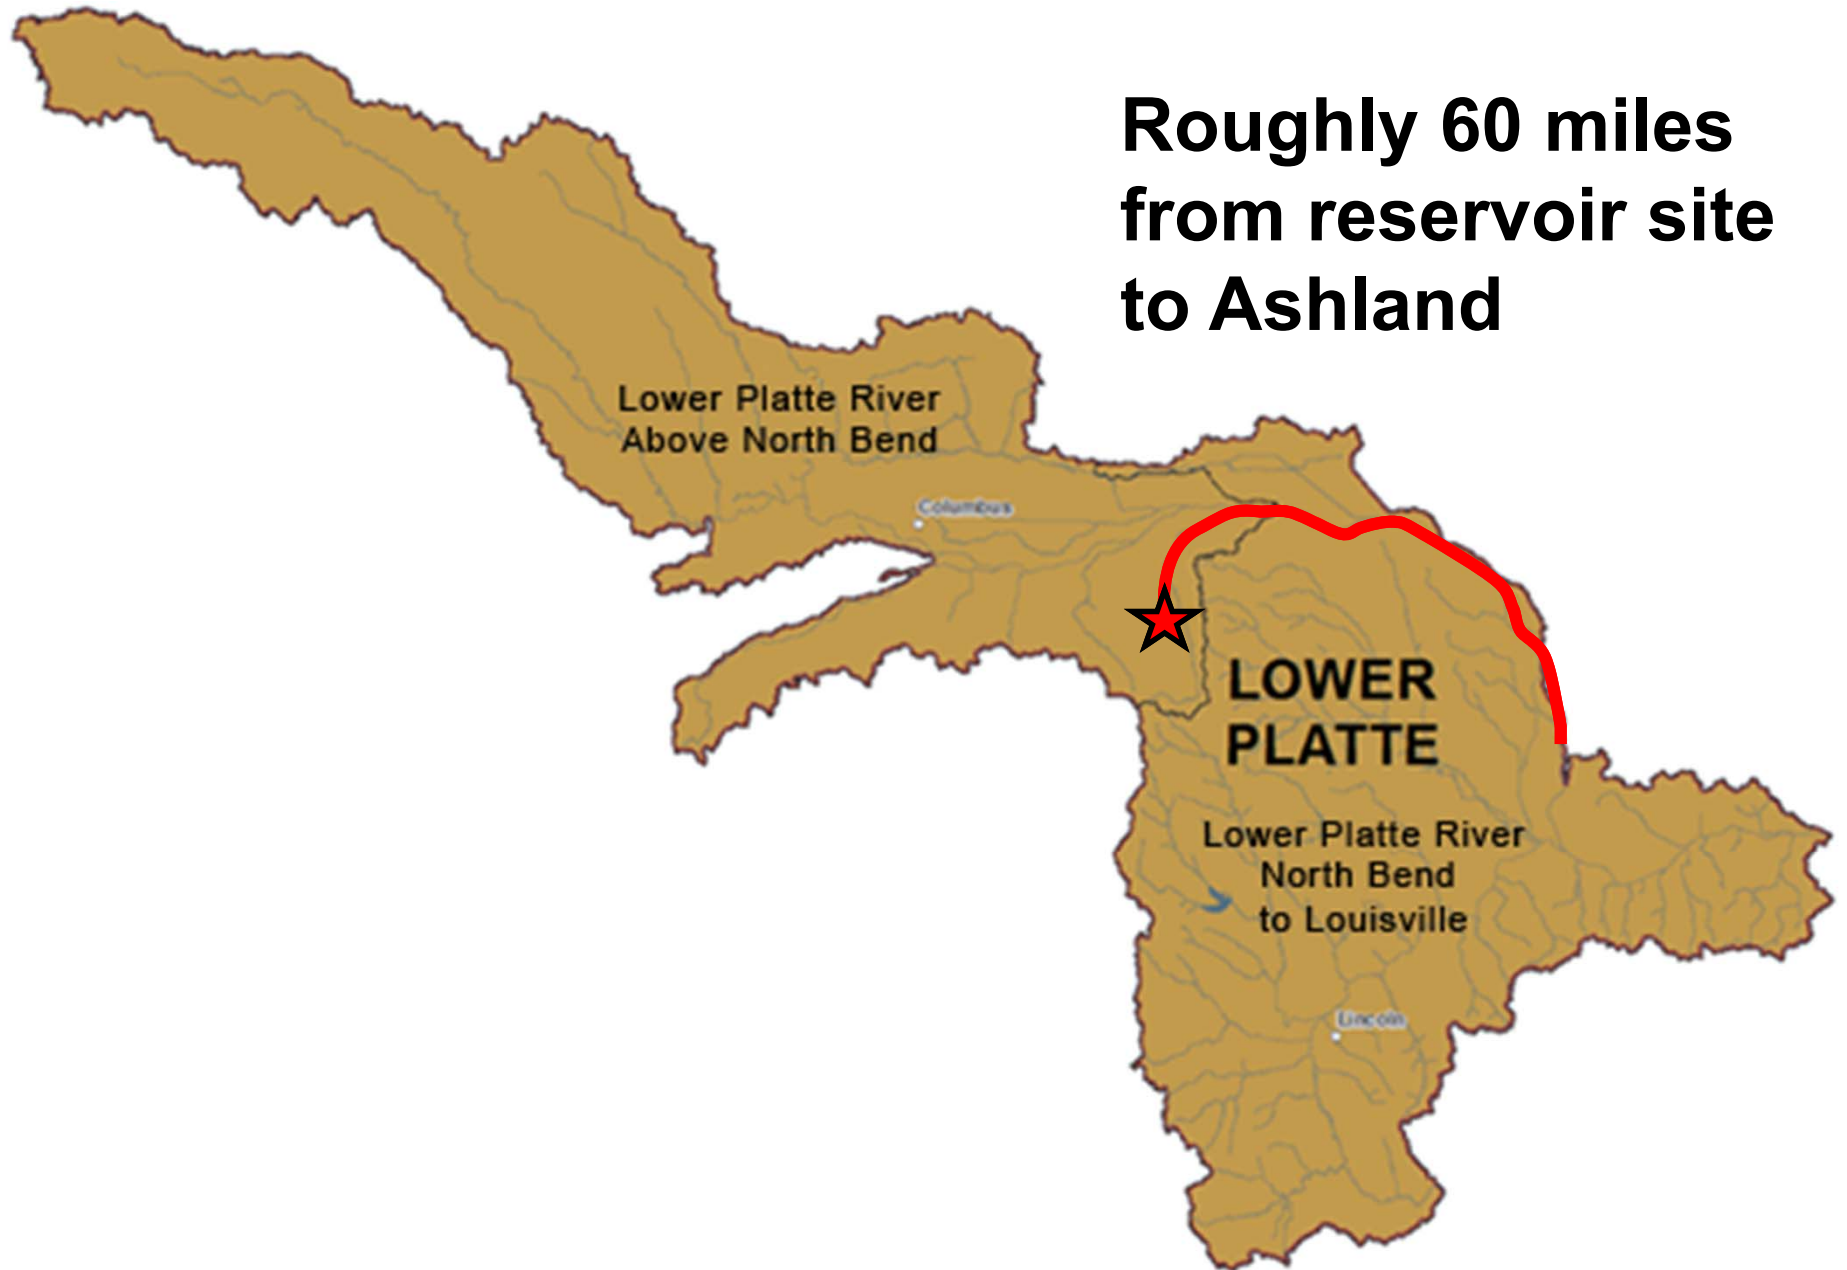 Roughly 60 miles
from reservoir site
to Ashland
Lower Platte River
Above North Bend
Columbus
LOWER
PLATTE
Lower Platte River
North Bend
to Louisville
Lincoln